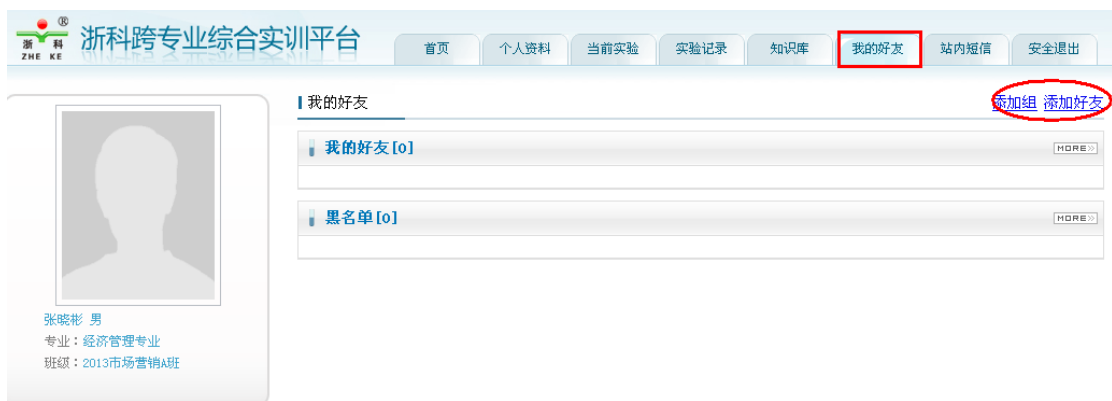 ®
浙 科
ZHE KE
浙科跨专业综合实训平台
首页 个人资料 当前实验 实验记录 知识库 我的好友 站内短信 安全退出
我的好友
添加组 添加好友
我的好友[0]
MORE>>
黑名单[0]
MORE>>
张晓彬 男
专业：经济管理专业
班级：2013市场营销A班